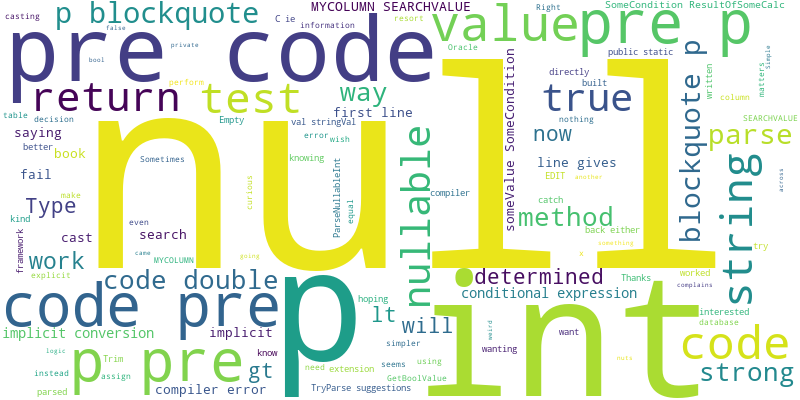 MYCOLUMN SEARCHVALUE
SomeCondition ResultOfSomeCalc
casting
p blockquote
C ie
information
resort
Right
false
pre code
value
pre p
private
Oracle
public static
Simple
bool
return
test
perform
way
directly
true
built
written
column
matters
table
decision
Empty
val stringVal
first line
nothing
SEARCHVALUE
saying
error
wish
now
parse
better
book
Sometimes
knowing
null
someValue SomeCondition
blockquote p
line gives
fail
EDIT
another
across
make
curious
ParseNullableInt
equal
nullable
compiler
catch
string
Type
kind
even
method
back either
cast
search
something
try
framework
came
MYCOLUMN
going
x
work
explicit
code double
p
determined
Thanks
worked
complains
code pre
hoping
conditional expression
int
interested
database
lt
will
weird
want
implicit conversion
implicit
simpler
wanting
code
logic
p pre
Trim
know
need
extension
seems
using
nuts
instead
assign
gt
GetBoolValue
strong
parsed
compiler error
TryParse
suggestions